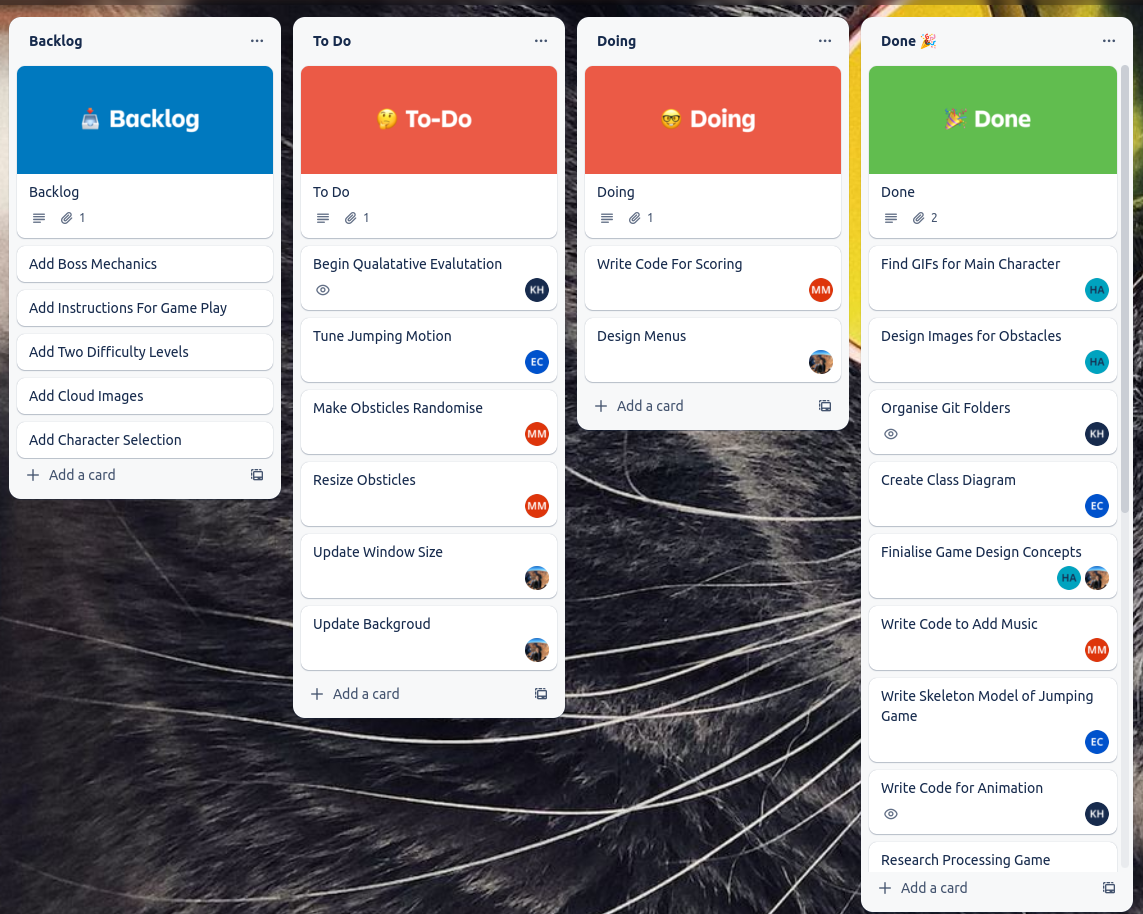 Backlog
Backlog
Backlog
1
Add Boss Mechanics
Add Instructions For Game Play
Add Two Difficulty Levels
Add Cloud Images
Add Character Selection
Add a card
To Do
To-Do
To Do
1
Begin Qualatative Evalutation
KH
Tune Jumping Motion
EC
Make Obsticles Randomise
MM
Resize Obsticles
MM
Update Window Size
Update Backgroud
Add a card
Doing
Doing
Doing
1
Write Code For Scoring
MM
Design Menus
Add a card
Done 🎉
Done
Done
2
Find GIFs for Main Character
HA
Design Images for Obstacles
HA
Organise Git Folders
KH
Create Class Diagram
EC
Finialise Game Design Concepts
HA
Write Code to Add Music
MM
Write Skeleton Model of Jumping
Game
EC
Write Code for Animation
KH
Research Processing Game
Add a card